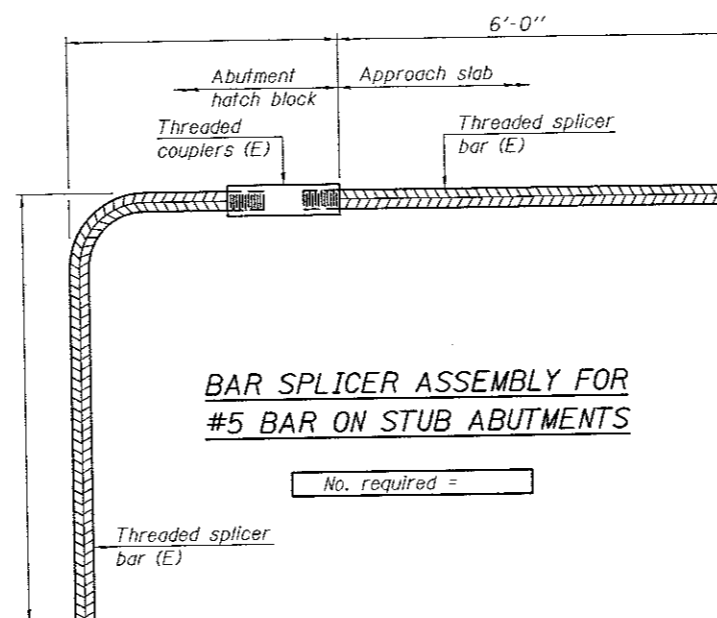 6'-0"
Abutment
hatch block
Approach slab
Threaded
couplers (E)
Threaded splicer
bar (E)
BAR SPLICER ASSEMBLY FOR
#5 BAR ON STUB ABUTMENTS
No. required =
Threaded splicer
bar (E)